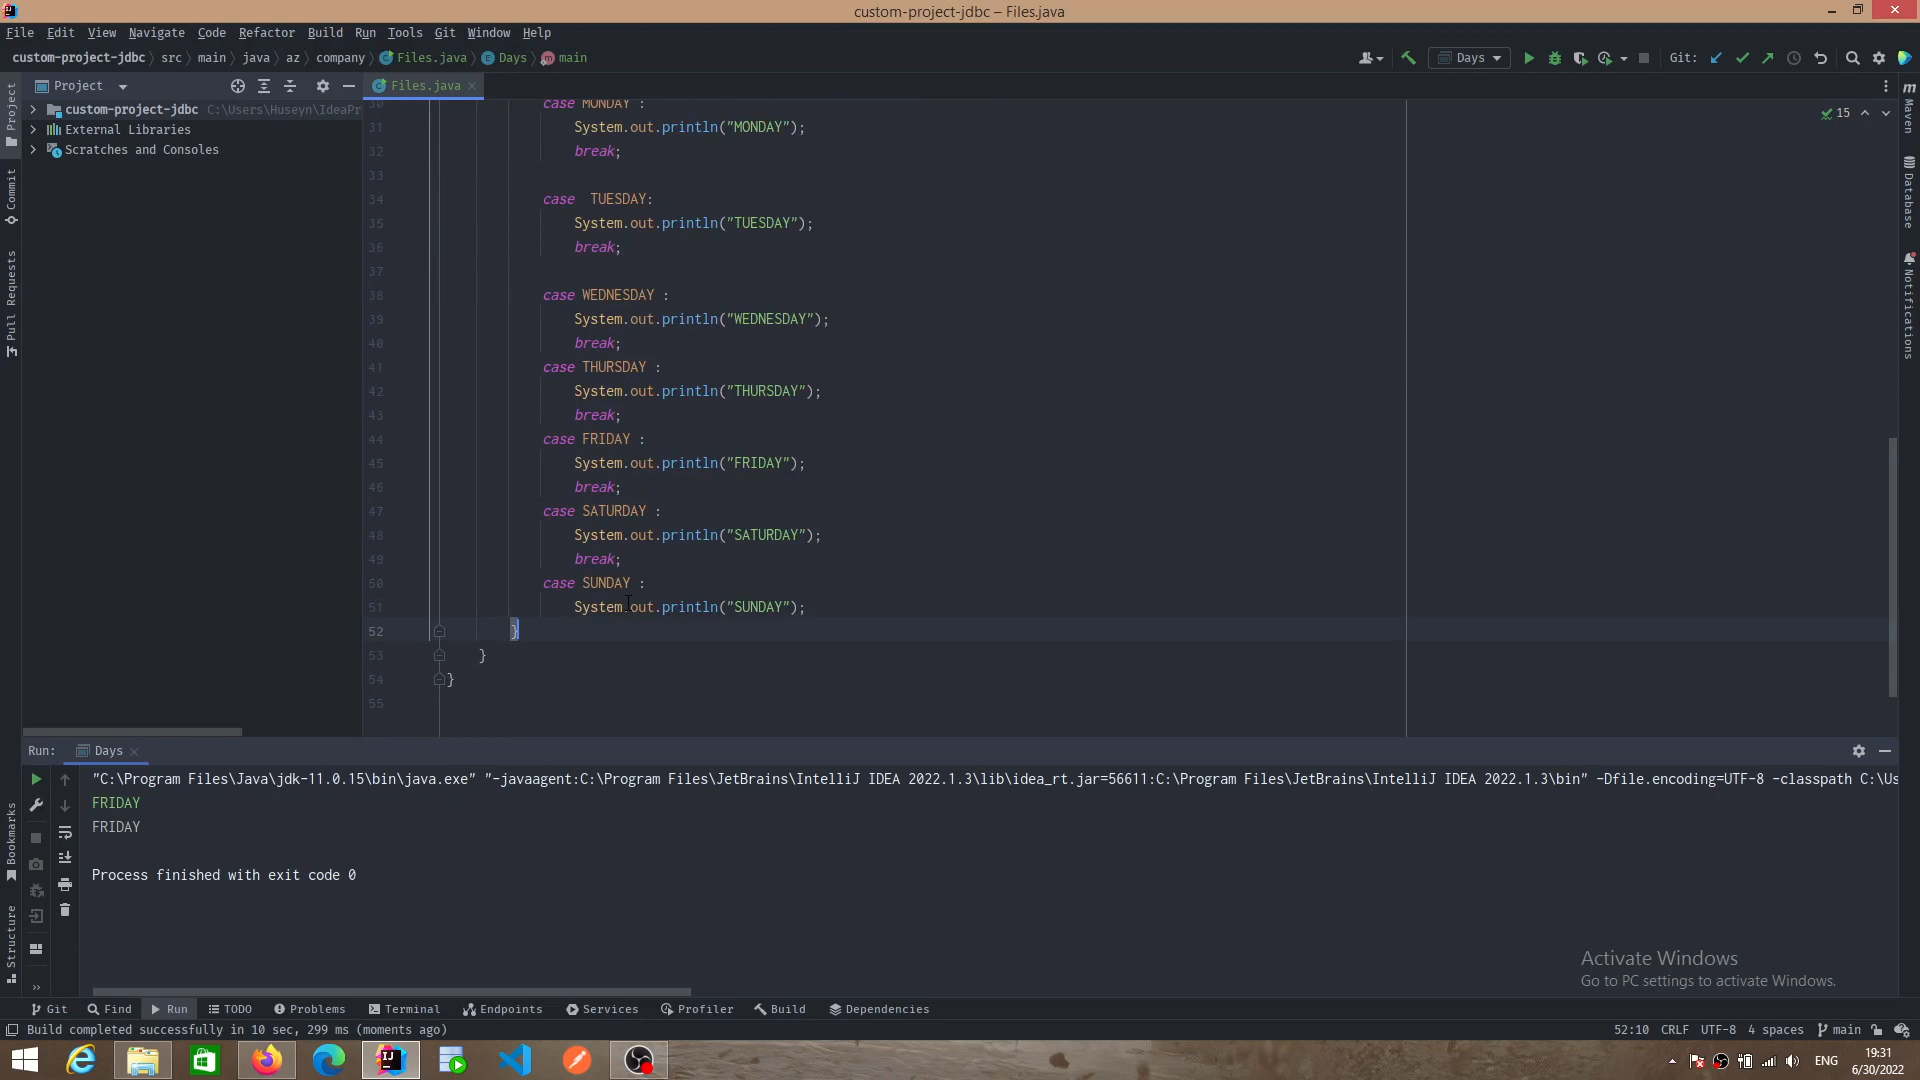 custom-project-jdbc – Files.java
File Edit View Navigate Code Refactor Build Run Tools Git Window Help
custom-project-jdbc src main java az company Files.java Days main
Days
Git:
Project
Files.java
custom-project-jdbc C:\Users\Huseyn\IdeaPr
External Libraries
Scratches and Consoles
15
30 case MONDAY :
31 System.out.println("MONDAY");
32 break;
33
34 case TUESDAY:
35 System.out.println("TUESDAY");
36 break;
37
38 case WEDNESDAY :
39 System.out.println("WEDNESDAY");
40 break;
41 case THURSDAY :
42 System.out.println("THURSDAY");
43 break;
44 case FRIDAY :
45 System.out.println("FRIDAY");
46 break;
47 case SATURDAY :
48 System.out.println("SATURDAY");
49 break;
50 case SUNDAY :
51 System.out.println("SUNDAY");
52 }
53 }
54 }
55
Project
Commit
Pull Requests
Bookmarks
Structure
Maven
Database
Notifications
Run: Days
"C:\Program Files\Java\jdk-11.0.15\bin\java.exe" "-javaagent:C:\Program Files\JetBrains\IntelliJ IDEA 2022.1.3\lib\idea_rt.jar=56611:C:\Program Files\JetBrains\IntelliJ IDEA 2022.1.3\bin" -Dfile.encoding=UTF-8 -classpath C:\Us
FRIDAY
FRIDAY
Process finished with exit code 0
Activate Windows
Go to PC settings to activate Windows.
Git Find Run TODO Problems Terminal Endpoints Services Profiler Build Dependencies
Build completed successfully in 10 sec, 299 ms (moments ago)
52:10 CRLF UTF-8 4 spaces main
ENG
19:31
6/30/2022